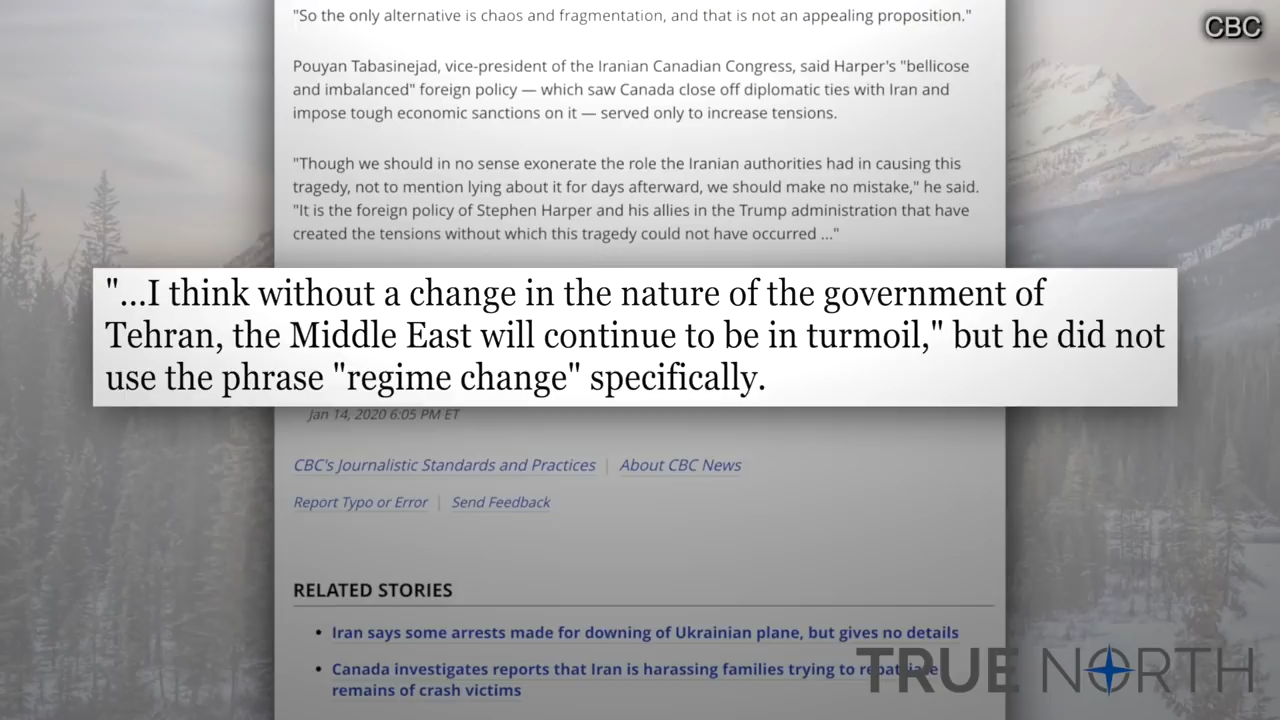 CBC
"So the only alternative is chaos and fragmentation, and that is not an appealing proposition."
Pouyan Tabasinejad, vice-president of the Iranian Canadian Congress, said Harper's "bellicose
and imbalanced" foreign policy — which saw Canada close off diplomatic ties with Iran and
impose tough economic sanctions on it — served only to increase tensions.
"Though we should in no sense exonerate the role the Iranian authorities had in causing this
tragedy, not to mention lying about it for days afterward, we should make no mistake," he said.
"It is the foreign policy of Stephen Harper and his allies in the Trump administration that have
created the tensions without which this tragedy could not have occurred ..."
"...I think without a change in the nature of the government of
Tehran, the Middle East will continue to be in turmoil," but he did not
use the phrase "regime change" specifically.
Jan 14, 2020 6:05 PM ET
CBC's Journalistic Standards and Practices | About CBC News
Report Typo or Error | Send Feedback
RELATED STORIES
• Iran says some arrests made for downing of Ukrainian plane, but gives no details
• Canada investigates reports that Iran is harassing families trying to repatriate
remains of crash victims
TRUE NORTH